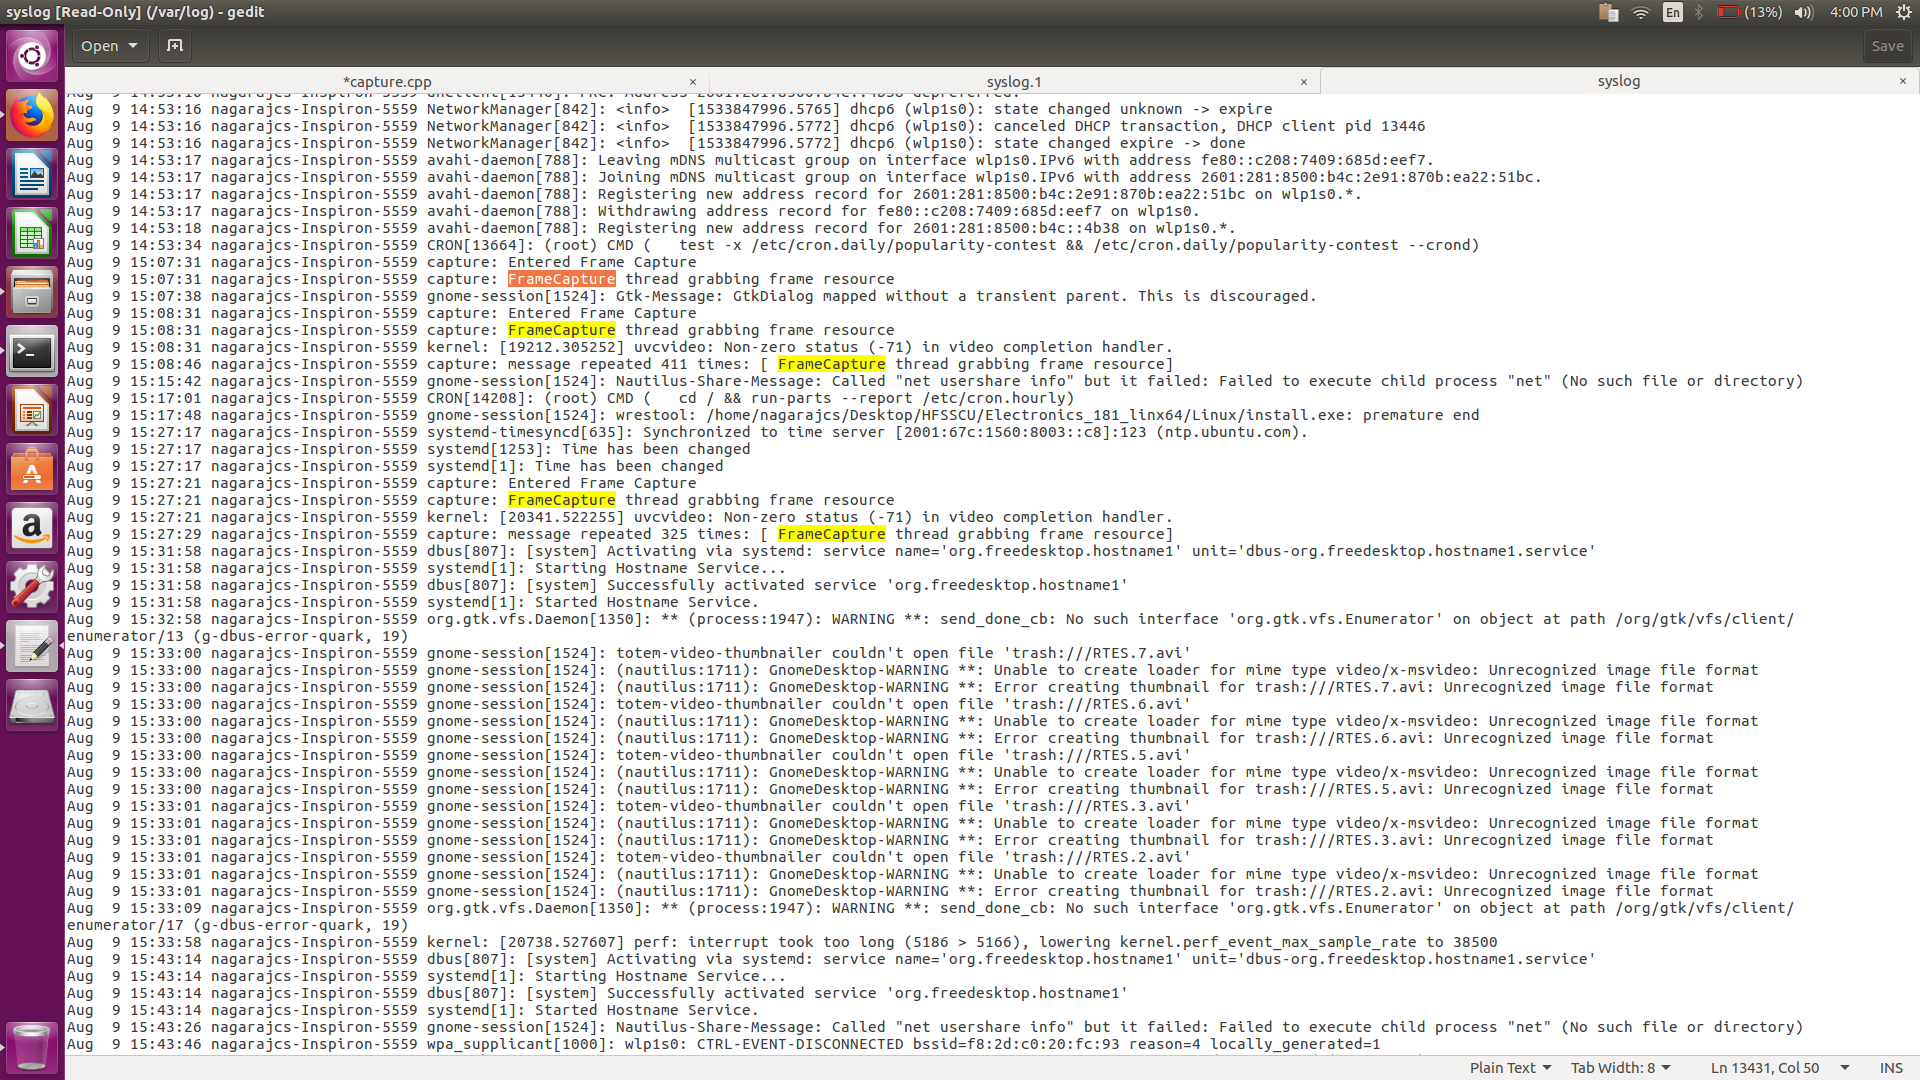 syslog [Read-Only] (/var/log) - gedit
En
(13%)
4:00 PM
Open
Save
*capture.cpp
syslog.1
syslog
Aug  9 14:53:16 nagarajcs-Inspiron-5559 NetworkManager[842]: <info>  [1533847996.5765] dhcp6 (wlp1s0): state changed unknown -> expire
Aug  9 14:53:16 nagarajcs-Inspiron-5559 NetworkManager[842]: <info>  [1533847996.5772] dhcp6 (wlp1s0): canceled DHCP transaction, DHCP client pid 13446
Aug  9 14:53:16 nagarajcs-Inspiron-5559 NetworkManager[842]: <info>  [1533847996.5772] dhcp6 (wlp1s0): state changed expire -> done
Aug  9 14:53:17 nagarajcs-Inspiron-5559 avahi-daemon[788]: Leaving mDNS multicast group on interface wlp1s0.IPv6 with address fe80::c208:7409:685d:eef7.
Aug  9 14:53:17 nagarajcs-Inspiron-5559 avahi-daemon[788]: Joining mDNS multicast group on interface wlp1s0.IPv6 with address 2601:281:8500:b4c:2e91:870b:ea22:51bc.
Aug  9 14:53:17 nagarajcs-Inspiron-5559 avahi-daemon[788]: Registering new address record for 2601:281:8500:b4c:2e91:870b:ea22:51bc on wlp1s0.*.
Aug  9 14:53:17 nagarajcs-Inspiron-5559 avahi-daemon[788]: Withdrawing address record for fe80::c208:7409:685d:eef7 on wlp1s0.
Aug  9 14:53:18 nagarajcs-Inspiron-5559 avahi-daemon[788]: Registering new address record for 2601:281:8500:b4c::4b38 on wlp1s0.*.
Aug  9 14:53:34 nagarajcs-Inspiron-5559 CRON[13664]: (root) CMD (   test -x /etc/cron.daily/popularity-contest && /etc/cron.daily/popularity-contest --crond)
Aug  9 15:07:31 nagarajcs-Inspiron-5559 capture: Entered Frame Capture
Aug  9 15:07:31 nagarajcs-Inspiron-5559 capture: FrameCapture thread grabbing frame resource
Aug  9 15:07:38 nagarajcs-Inspiron-5559 gnome-session[1524]: Gtk-Message: GtkDialog mapped without a transient parent. This is discouraged.
Aug  9 15:08:31 nagarajcs-Inspiron-5559 capture: Entered Frame Capture
Aug  9 15:08:31 nagarajcs-Inspiron-5559 capture: FrameCapture thread grabbing frame resource
Aug  9 15:08:31 nagarajcs-Inspiron-5559 kernel: [19212.305252] uvcvideo: Non-zero status (-71) in video completion handler.
Aug  9 15:08:46 nagarajcs-Inspiron-5559 capture: message repeated 411 times: [ FrameCapture thread grabbing frame resource]
Aug  9 15:15:42 nagarajcs-Inspiron-5559 gnome-session[1524]: Nautilus-Share-Message: Called "net usershare info" but it failed: Failed to execute child process "net" (No such file or directory)
Aug  9 15:17:01 nagarajcs-Inspiron-5559 CRON[14208]: (root) CMD (   cd / && run-parts --report /etc/cron.hourly)
Aug  9 15:17:48 nagarajcs-Inspiron-5559 gnome-session[1524]: wrestool: /home/nagarajcs/Desktop/HFSSCU/Electronics_181_linx64/Linux/install.exe: premature end
Aug  9 15:27:17 nagarajcs-Inspiron-5559 systemd-timesyncd[635]: Synchronized to time server [2001:67c:1560:8003::c8]:123 (ntp.ubuntu.com).
Aug  9 15:27:17 nagarajcs-Inspiron-5559 systemd[1253]: Time has been changed
Aug  9 15:27:17 nagarajcs-Inspiron-5559 systemd[1]: Time has been changed
Aug  9 15:27:21 nagarajcs-Inspiron-5559 capture: Entered Frame Capture
Aug  9 15:27:21 nagarajcs-Inspiron-5559 capture: FrameCapture thread grabbing frame resource
Aug  9 15:27:21 nagarajcs-Inspiron-5559 kernel: [20341.522255] uvcvideo: Non-zero status (-71) in video completion handler.
Aug  9 15:27:29 nagarajcs-Inspiron-5559 capture: message repeated 325 times: [ FrameCapture thread grabbing frame resource]
Aug  9 15:31:58 nagarajcs-Inspiron-5559 dbus[807]: [system] Activating via systemd: service name='org.freedesktop.hostname1' unit='dbus-org.freedesktop.hostname1.service'
Aug  9 15:31:58 nagarajcs-Inspiron-5559 systemd[1]: Starting Hostname Service...
Aug  9 15:31:58 nagarajcs-Inspiron-5559 dbus[807]: [system] Successfully activated service 'org.freedesktop.hostname1'
Aug  9 15:31:58 nagarajcs-Inspiron-5559 systemd[1]: Started Hostname Service.
Aug  9 15:32:58 nagarajcs-Inspiron-5559 org.gtk.vfs.Daemon[1350]: ** (process:1947): WARNING **: send_done_cb: No such interface 'org.gtk.vfs.Enumerator' on object at path /org/gtk/vfs/client/
enumerator/13 (g-dbus-error-quark, 19)
Aug  9 15:33:00 nagarajcs-Inspiron-5559 gnome-session[1524]: totem-video-thumbnailer couldn't open file 'trash:///RTES.7.avi'
Aug  9 15:33:00 nagarajcs-Inspiron-5559 gnome-session[1524]: (nautilus:1711): GnomeDesktop-WARNING **: Unable to create loader for mime type video/x-msvideo: Unrecognized image file format
Aug  9 15:33:00 nagarajcs-Inspiron-5559 gnome-session[1524]: (nautilus:1711): GnomeDesktop-WARNING **: Error creating thumbnail for trash:///RTES.7.avi: Unrecognized image file format
Aug  9 15:33:00 nagarajcs-Inspiron-5559 gnome-session[1524]: totem-video-thumbnailer couldn't open file 'trash:///RTES.6.avi'
Aug  9 15:33:00 nagarajcs-Inspiron-5559 gnome-session[1524]: (nautilus:1711): GnomeDesktop-WARNING **: Unable to create loader for mime type video/x-msvideo: Unrecognized image file format
Aug  9 15:33:00 nagarajcs-Inspiron-5559 gnome-session[1524]: (nautilus:1711): GnomeDesktop-WARNING **: Error creating thumbnail for trash:///RTES.6.avi: Unrecognized image file format
Aug  9 15:33:00 nagarajcs-Inspiron-5559 gnome-session[1524]: totem-video-thumbnailer couldn't open file 'trash:///RTES.5.avi'
Aug  9 15:33:00 nagarajcs-Inspiron-5559 gnome-session[1524]: (nautilus:1711): GnomeDesktop-WARNING **: Unable to create loader for mime type video/x-msvideo: Unrecognized image file format
Aug  9 15:33:00 nagarajcs-Inspiron-5559 gnome-session[1524]: (nautilus:1711): GnomeDesktop-WARNING **: Error creating thumbnail for trash:///RTES.5.avi: Unrecognized image file format
Aug  9 15:33:01 nagarajcs-Inspiron-5559 gnome-session[1524]: totem-video-thumbnailer couldn't open file 'trash:///RTES.3.avi'
Aug  9 15:33:01 nagarajcs-Inspiron-5559 gnome-session[1524]: (nautilus:1711): GnomeDesktop-WARNING **: Unable to create loader for mime type video/x-msvideo: Unrecognized image file format
Aug  9 15:33:01 nagarajcs-Inspiron-5559 gnome-session[1524]: (nautilus:1711): GnomeDesktop-WARNING **: Error creating thumbnail for trash:///RTES.3.avi: Unrecognized image file format
Aug  9 15:33:01 nagarajcs-Inspiron-5559 gnome-session[1524]: totem-video-thumbnailer couldn't open file 'trash:///RTES.2.avi'
Aug  9 15:33:01 nagarajcs-Inspiron-5559 gnome-session[1524]: (nautilus:1711): GnomeDesktop-WARNING **: Unable to create loader for mime type video/x-msvideo: Unrecognized image file format
Aug  9 15:33:01 nagarajcs-Inspiron-5559 gnome-session[1524]: (nautilus:1711): GnomeDesktop-WARNING **: Error creating thumbnail for trash:///RTES.2.avi: Unrecognized image file format
Aug  9 15:33:09 nagarajcs-Inspiron-5559 org.gtk.vfs.Daemon[1350]: ** (process:1947): WARNING **: send_done_cb: No such interface 'org.gtk.vfs.Enumerator' on object at path /org/gtk/vfs/client/
enumerator/17 (g-dbus-error-quark, 19)
Aug  9 15:33:58 nagarajcs-Inspiron-5559 kernel: [20738.527607] perf: interrupt took too long (5186 > 5166), lowering kernel.perf_event_max_sample_rate to 38500
Aug  9 15:43:14 nagarajcs-Inspiron-5559 dbus[807]: [system] Activating via systemd: service name='org.freedesktop.hostname1' unit='dbus-org.freedesktop.hostname1.service'
Aug  9 15:43:14 nagarajcs-Inspiron-5559 systemd[1]: Starting Hostname Service...
Aug  9 15:43:14 nagarajcs-Inspiron-5559 dbus[807]: [system] Successfully activated service 'org.freedesktop.hostname1'
Aug  9 15:43:14 nagarajcs-Inspiron-5559 systemd[1]: Started Hostname Service.
Aug  9 15:43:26 nagarajcs-Inspiron-5559 gnome-session[1524]: Nautilus-Share-Message: Called "net usershare info" but it failed: Failed to execute child process "net" (No such file or directory)
Aug  9 15:43:46 nagarajcs-Inspiron-5559 wpa_supplicant[1000]: wlp1s0: CTRL-EVENT-DISCONNECTED bssid=f8:2d:c0:20:fc:93 reason=4 locally_generated=1
Plain Text
Tab Width: 8
Ln 13431, Col 50
INS